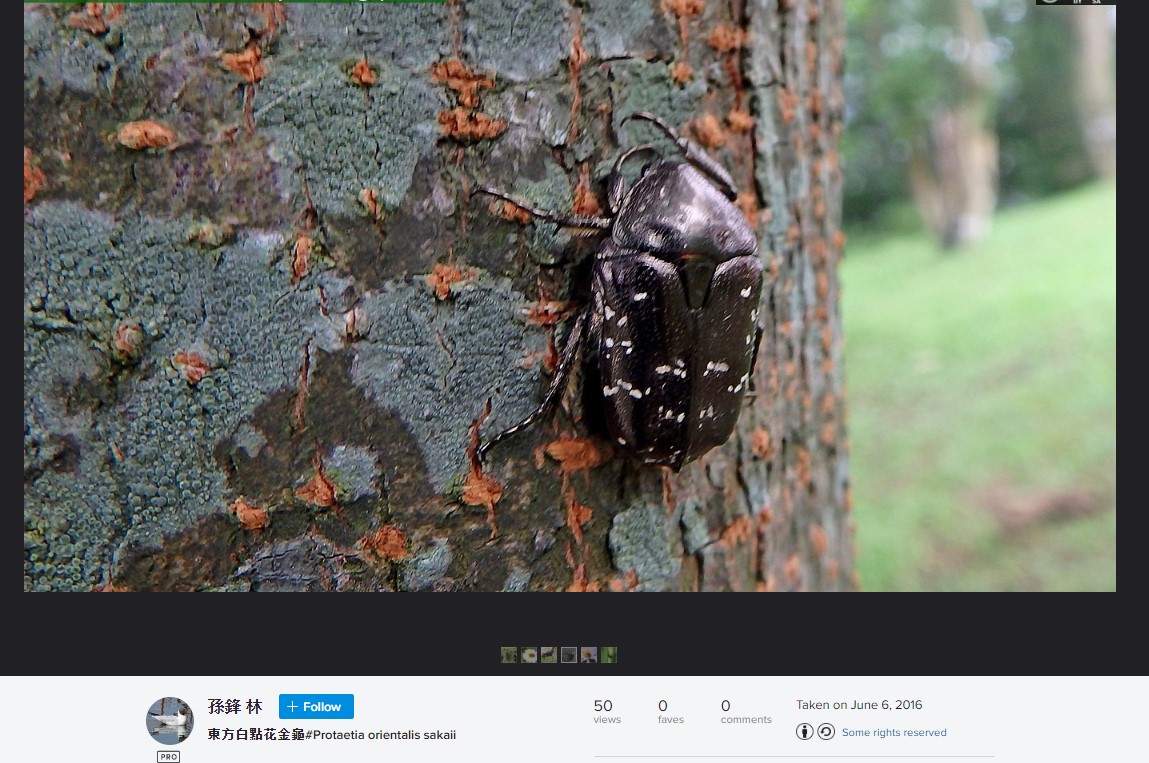 孫鋒 林
+ Follow
東方白點花金龜#Protaetia orientalis sakaii
PRO
50
views
0
faves
0
comments
Taken on June 6, 2016
Some rights reserved